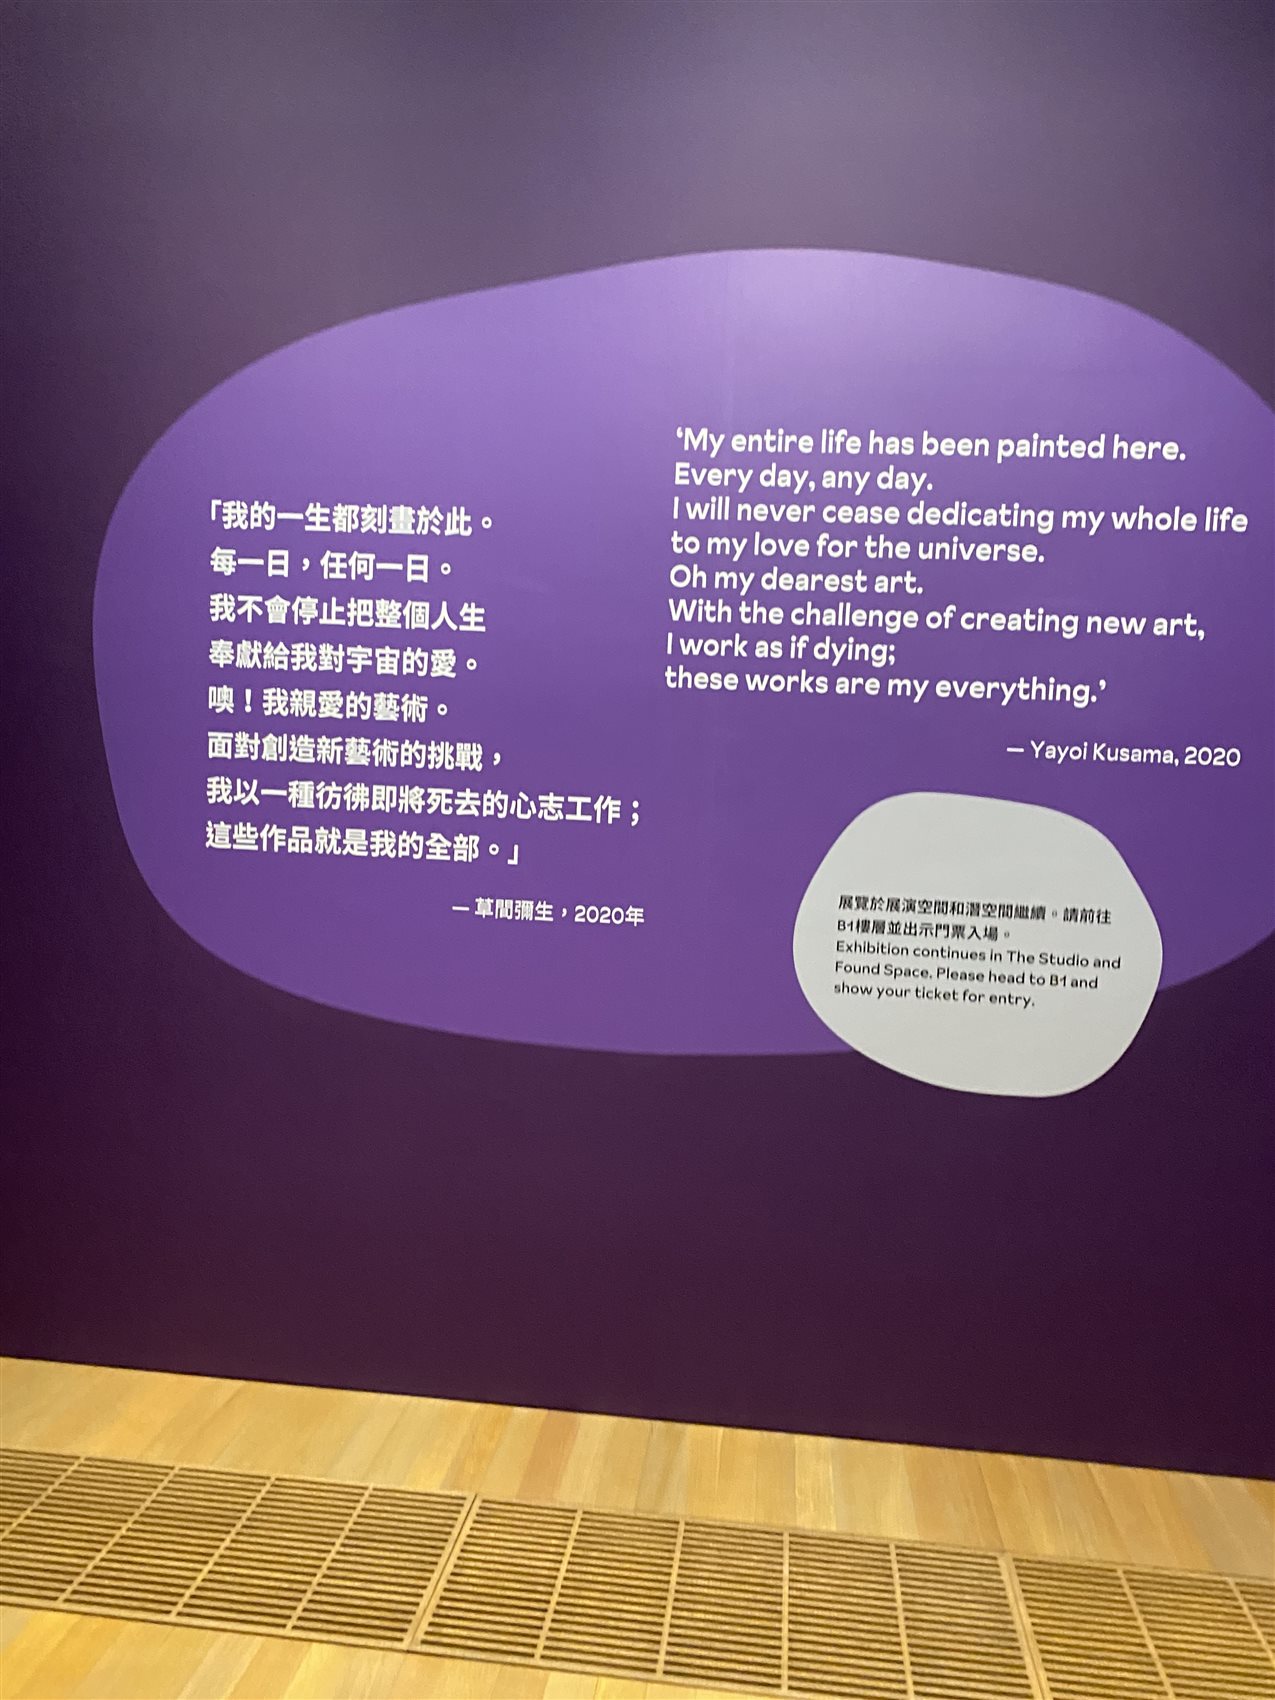 「我的一生都刻畫於此。
每一日，任何一日。
我不會停止把整個人生
奉獻給我對宇宙的愛。
噢！我親愛的藝術。
面對創造新藝術的挑戰，
我以一種彷彿即將死去的心志工作；
這些作品就是我的全部。」
— 草間彌生，2020年
‘My entire life has been painted here.
Every day, any day.
I will never cease dedicating my whole life
to my love for the universe.
Oh my dearest art.
With the challenge of creating new art,
I work as if dying;
these works are my everything.’
— Yayoi Kusama, 2020
展覽於展演空間和潛空間繼續。請前往
B1樓層並出示門票入場。
Exhibition continues in The Studio and
Found Space. Please head to B1 and
show your ticket for entry.